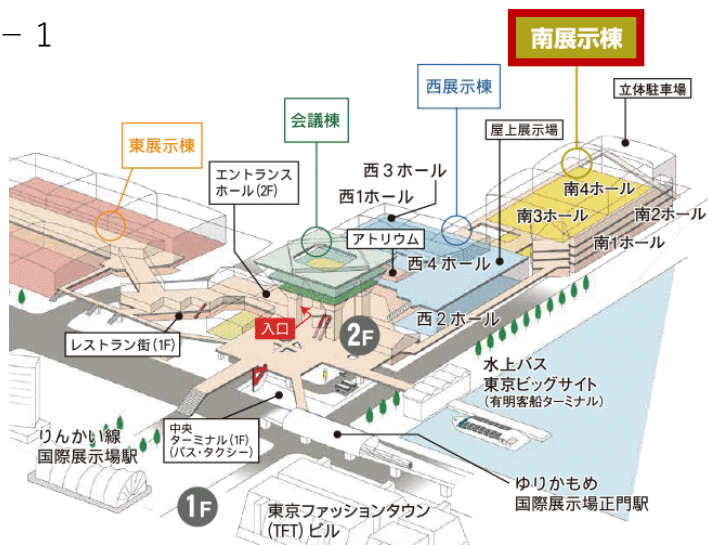 − 1
南展示棟
立体駐車場
西展示棟
会議棟
屋上展示場
東展示棟
エントランス
ホール(2F)
西3ホール
西1ホール
南4ホール
南3ホール
南2ホール
南1ホール
アトリウム
西4ホール
入口
2F
西2ホール
レストラン街(1F)
水上バス
東京ビッグサイト
(有明客船ターミナル)
中央
ターミナル(1F)
(バス・タクシー)
りんかい線
国際展示場駅
ゆりかもめ
国際展示場正門駅
1F
東京ファッションタウン
(TFT)ビル